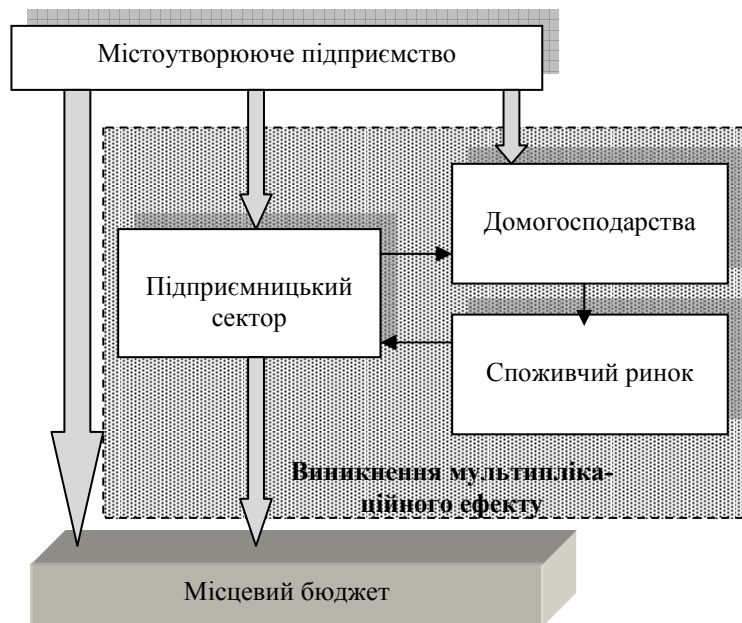 Містоутворююче підприємство
Домогосподарства
Підприємницький
сектор
Споживчий ринок
Виникнення мультипліка-
ційного ефекту
Місцевий бюджет